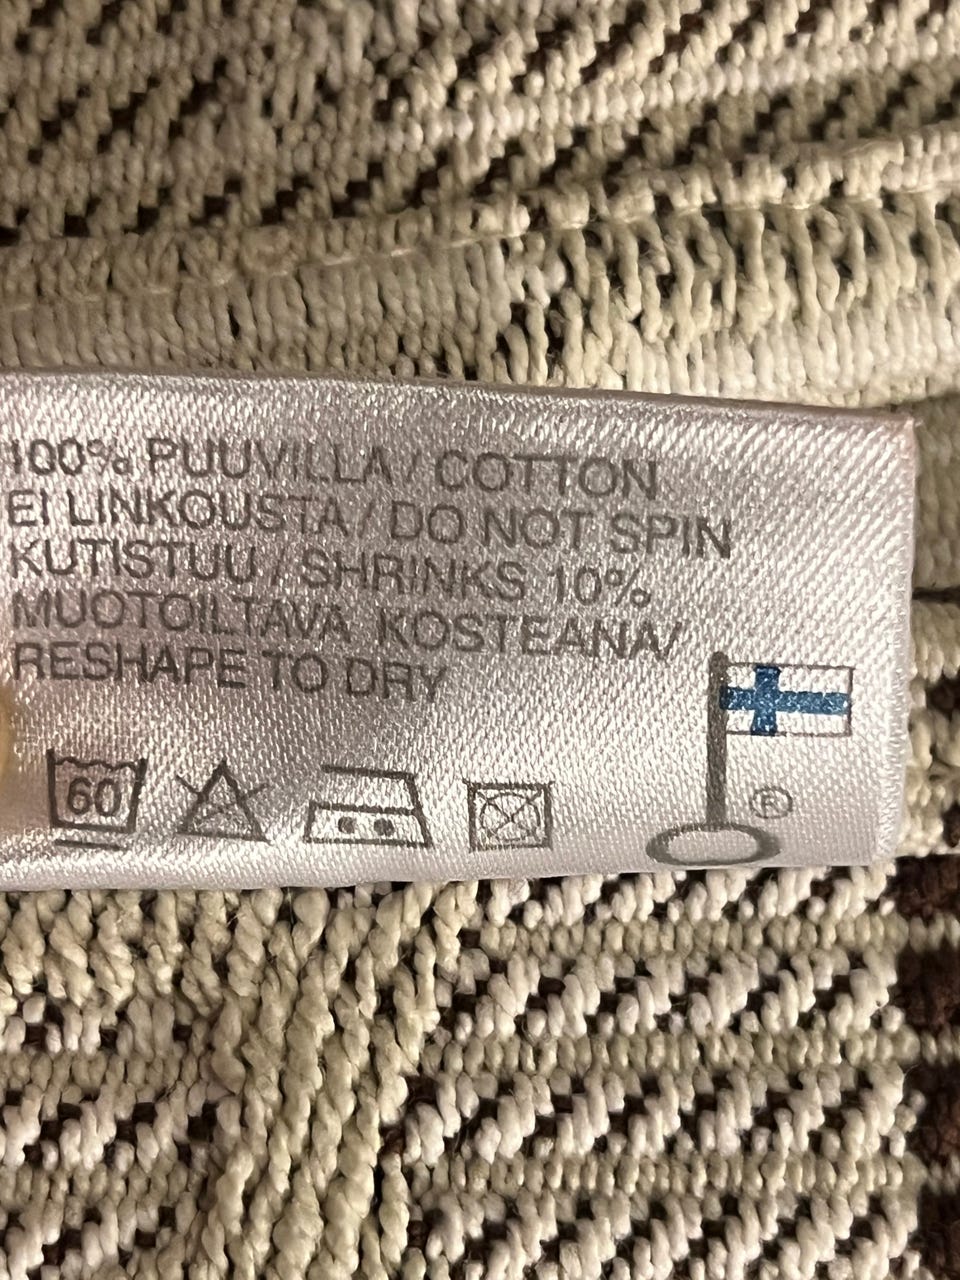 100% PUUVILLA / COTTON
EI LINKOUSTA / DO NOT SPIN
KUTISTUU / SHRINKS 10%
MUOTOILTAVA KOSTEANA/
RESHAPE TO DRY
60
®